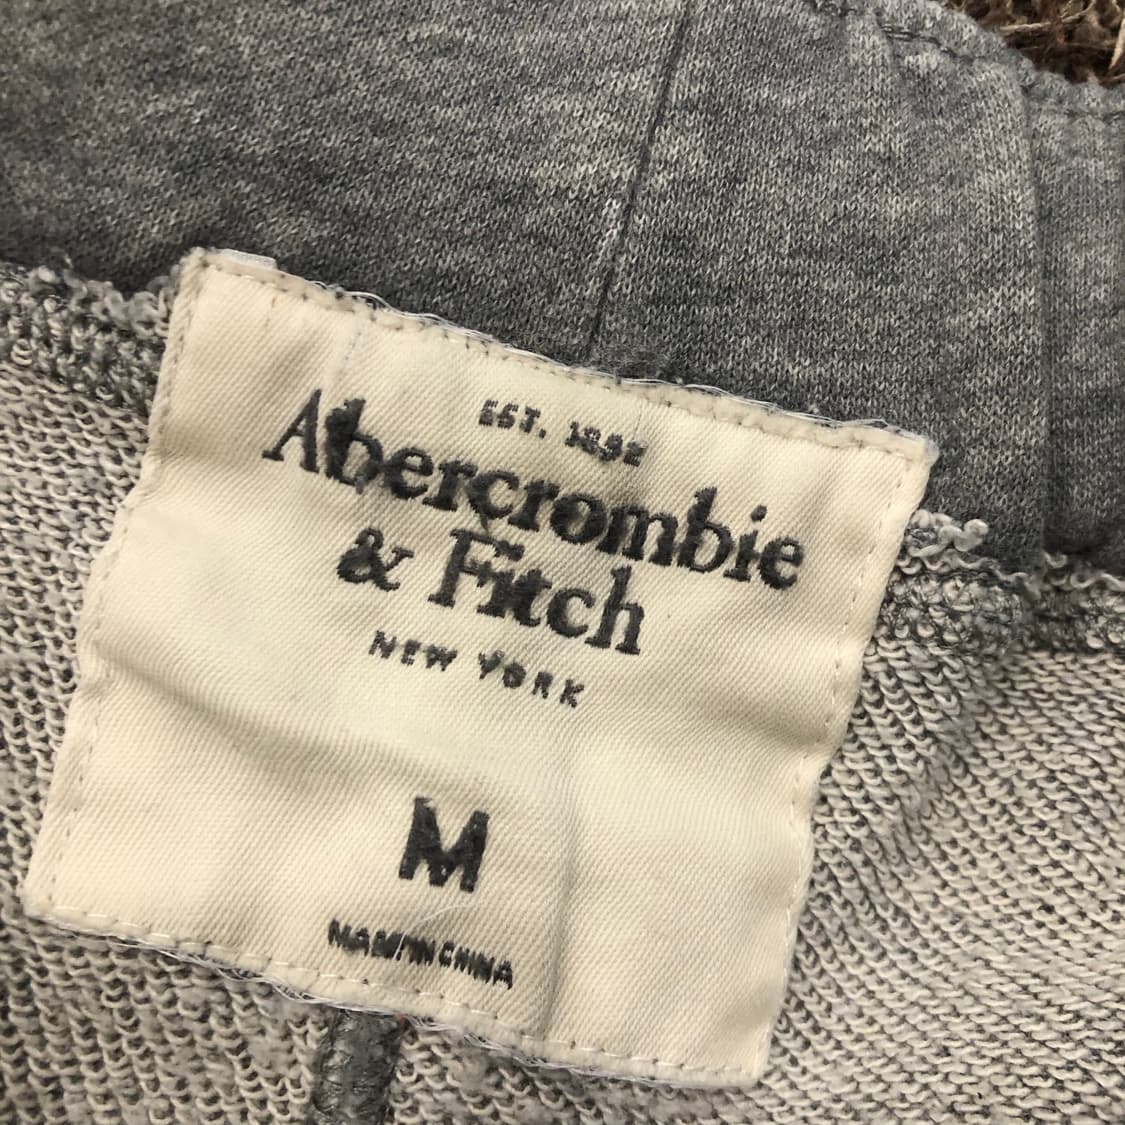 EST. 1892
Abercrombie
& Fitch
NEW YORK
M
MADE IN CHINA